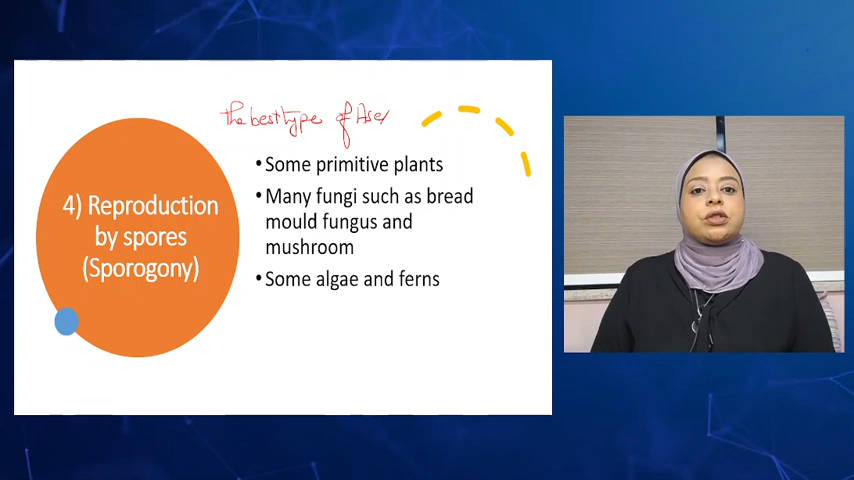 the best type of Asex
4) Reproduction
by spores
(Sporogony)
•Some primitive plants
•Many fungi such as bread
mould fungus and
mushroom
•Some algae and ferns